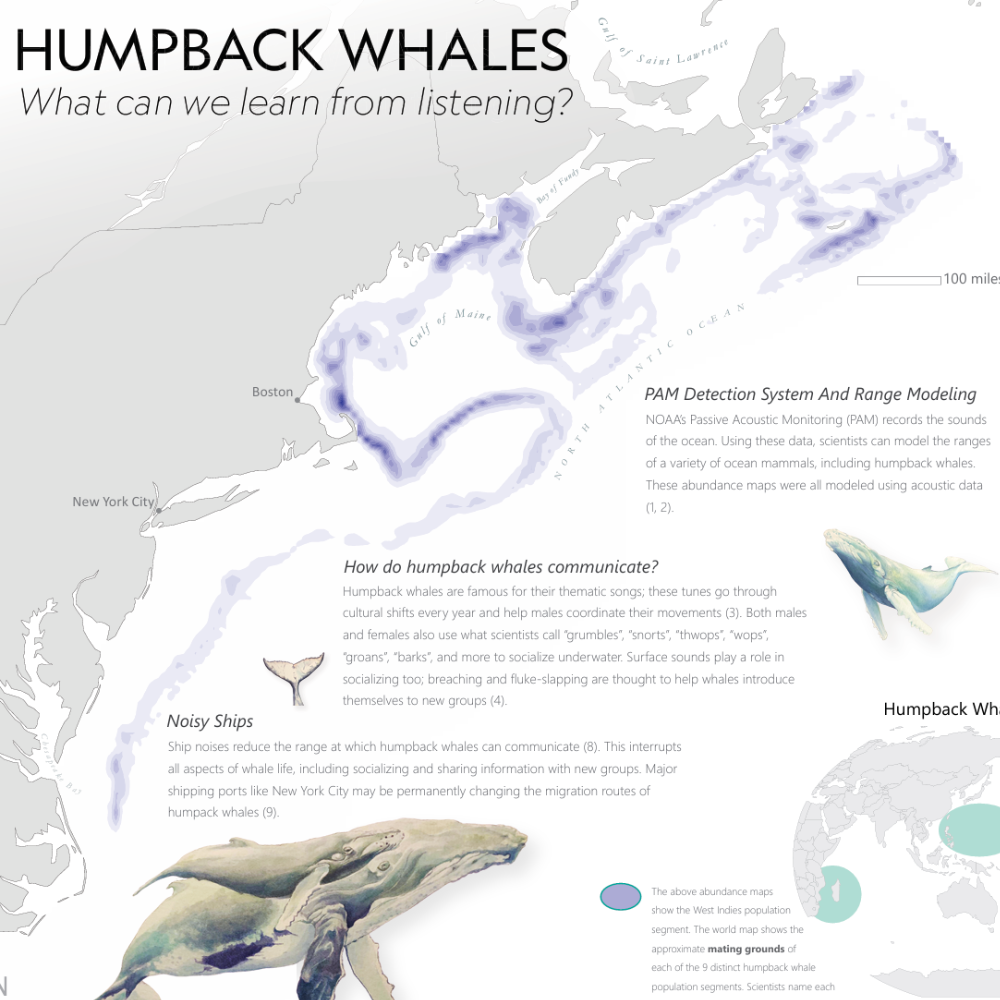 HUMPBACK WHALES
What can we learn from listening?
Gulf of Saint Lawrence
Bay of Fundy
100 miles
Gulf of Maine
NORTH ATLANTIC OCEAN
Boston
New York City
PAM Detection System And Range Modeling
NOAA's Passive Acoustic Monitoring (PAM) records the sounds
of the ocean. Using these data, scientists can model the ranges
of a variety of ocean mammals, including humpback whales.
These abundance maps were all modeled using acoustic data
(1, 2).
How do humpback whales communicate?
Humpback whales are famous for their thematic songs; these tunes go through
cultural shifts every year and help males coordinate their movements (3). Both males
and females also use what scientists call "grumbles", "snorts", "thwops", "wops",
"groans", "barks", and more to socialize underwater. Surface sounds play a role in
socializing too; breaching and fluke-slapping are thought to help whales introduce
themselves to new groups (4).
Noisy Ships
Ship noises reduce the range at which humpback whales can communicate (8). This interrupts
all aspects of whale life, including socializing and sharing information with new groups. Major
shipping ports like New York City may be permanently changing the migration routes of
humpack whales (9).
Chesapeake Bay
Humpback Wha
The above abundance maps
show the West Indies population
segment. The world map shows the
approximate mating grounds of
each of the 9 distinct humpback whale
population segments. Scientists name each
N